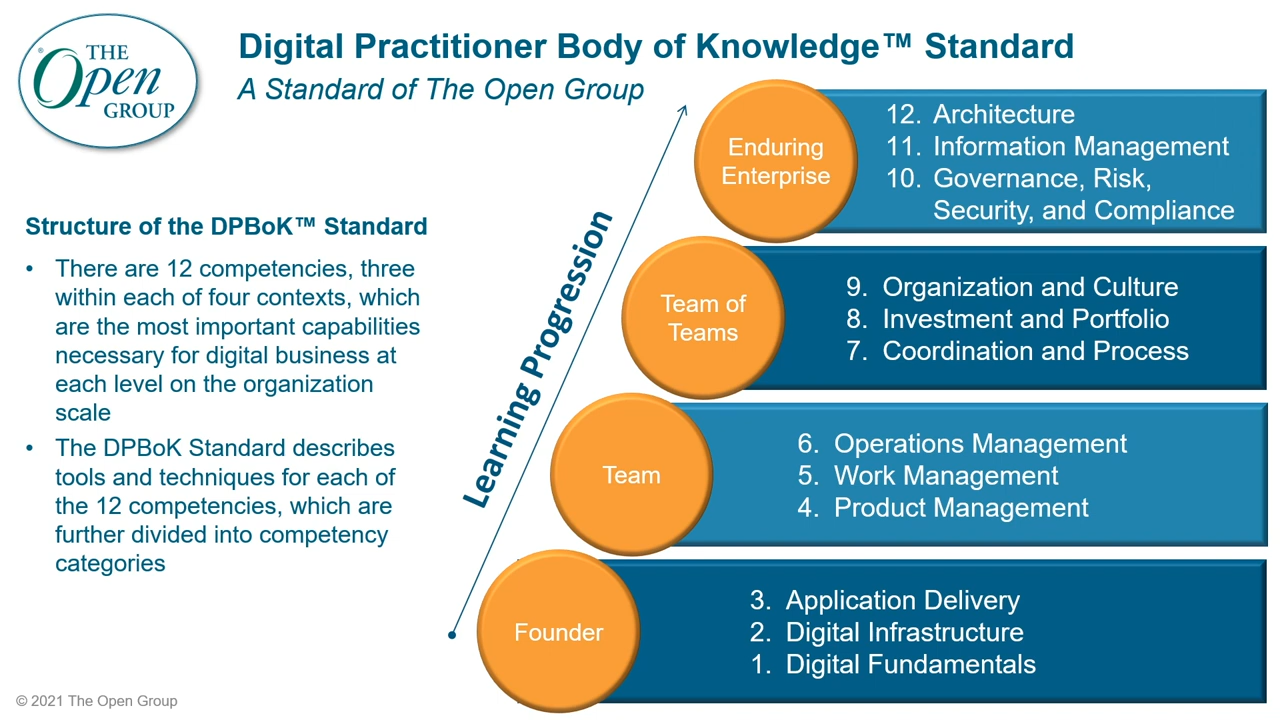 THE
Open
GROUP
®
Digital Practitioner Body of Knowledge™ Standard
A Standard of The Open Group
Structure of the DPBoK™ Standard
• There are 12 competencies, three
within each of four contexts, which
are the most important capabilities
necessary for digital business at
each level on the organization
scale
• The DPBoK Standard describes
tools and techniques for each of
the 12 competencies, which are
further divided into competency
categories
Learning Progression
Enduring
Enterprise
12. Architecture
11. Information Management
10. Governance, Risk,
Security, and Compliance
Team of
Teams
9. Organization and Culture
8. Investment and Portfolio
7. Coordination and Process
Team
6. Operations Management
5. Work Management
4. Product Management
Founder
3. Application Delivery
2. Digital Infrastructure
1. Digital Fundamentals
© 2021 The Open Group